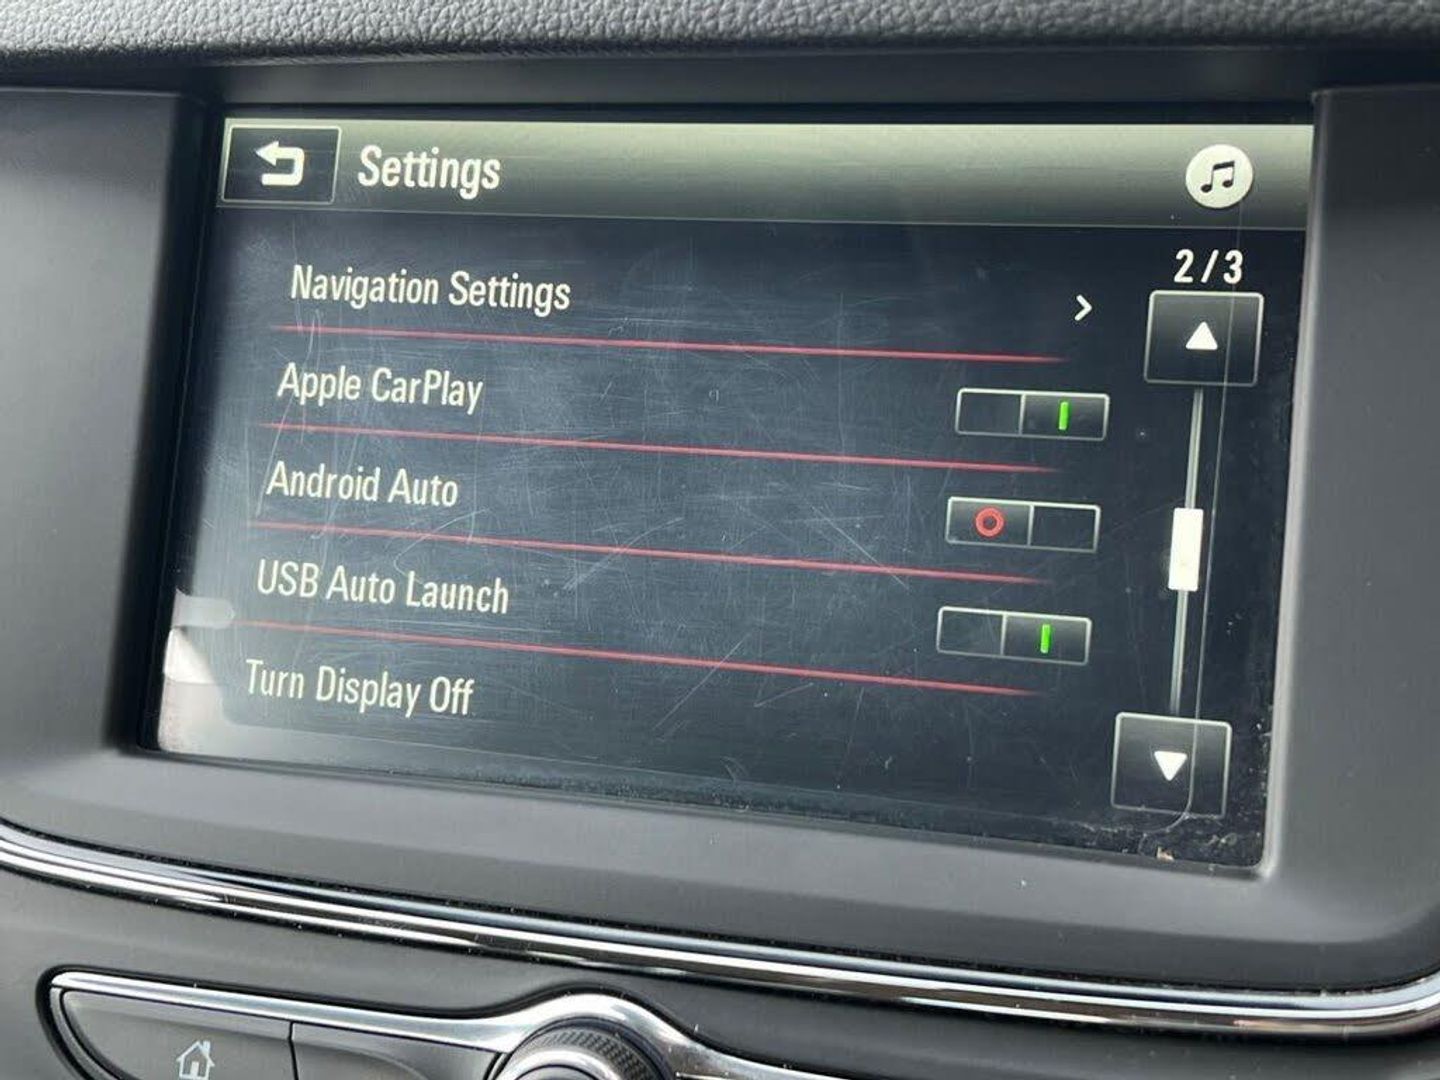 Settings
2/3
Navigation Settings
Apple CarPlay
Android Auto
USB Auto Launch
Turn Display Off